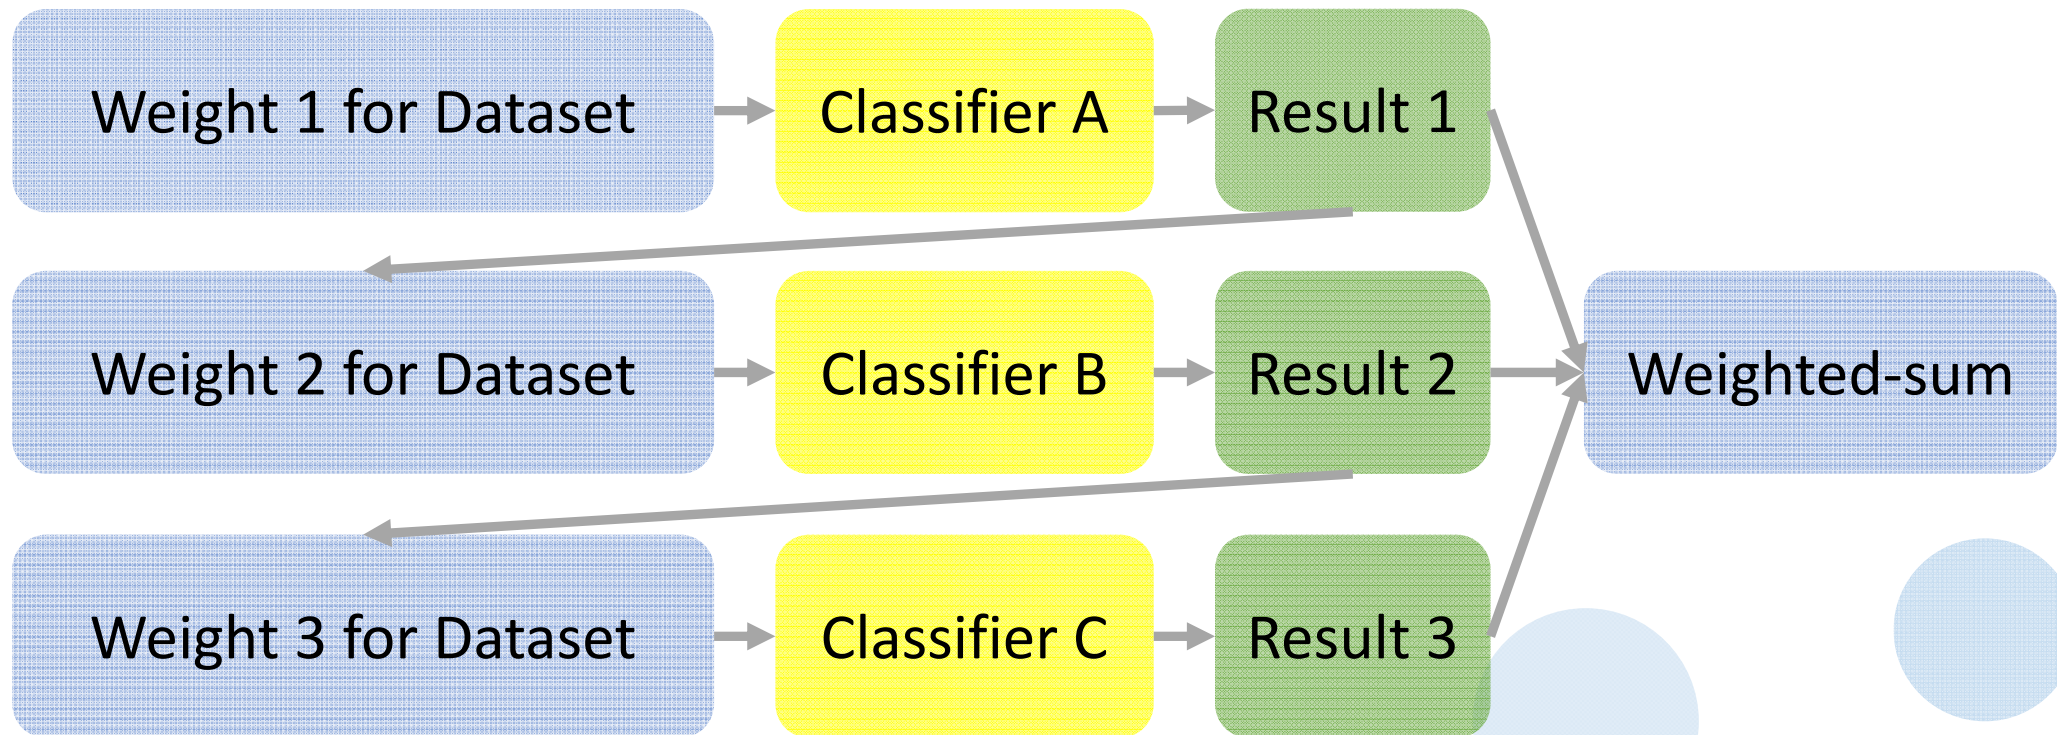 Weight 1 for Dataset
Classifier A
Result 1
Weight 2 for Dataset
Classifier B
Result 2
Weighted-sum
Weight 3 for Dataset
Classifier C
Result 3